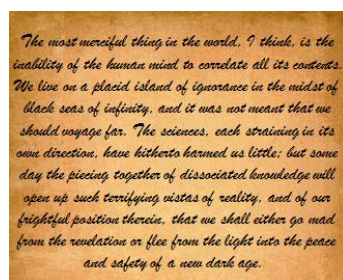 The most merciful thing in the world, I think, is the
inability of the human mind to correlate all its contents.
We live on a placid island of ignorance in the midst of
black seas of infinity, and it was not meant that we
should voyage far. The sciences, each straining in its
own direction, have hitherto harmed us little; but some
day the piecing together of dissociated knowledge will
open up such terrifying vistas of reality, and of our
frightful position therein, that we shall either go mad
from the revelation or flee from the light into the peace
and safety of a new dark age.